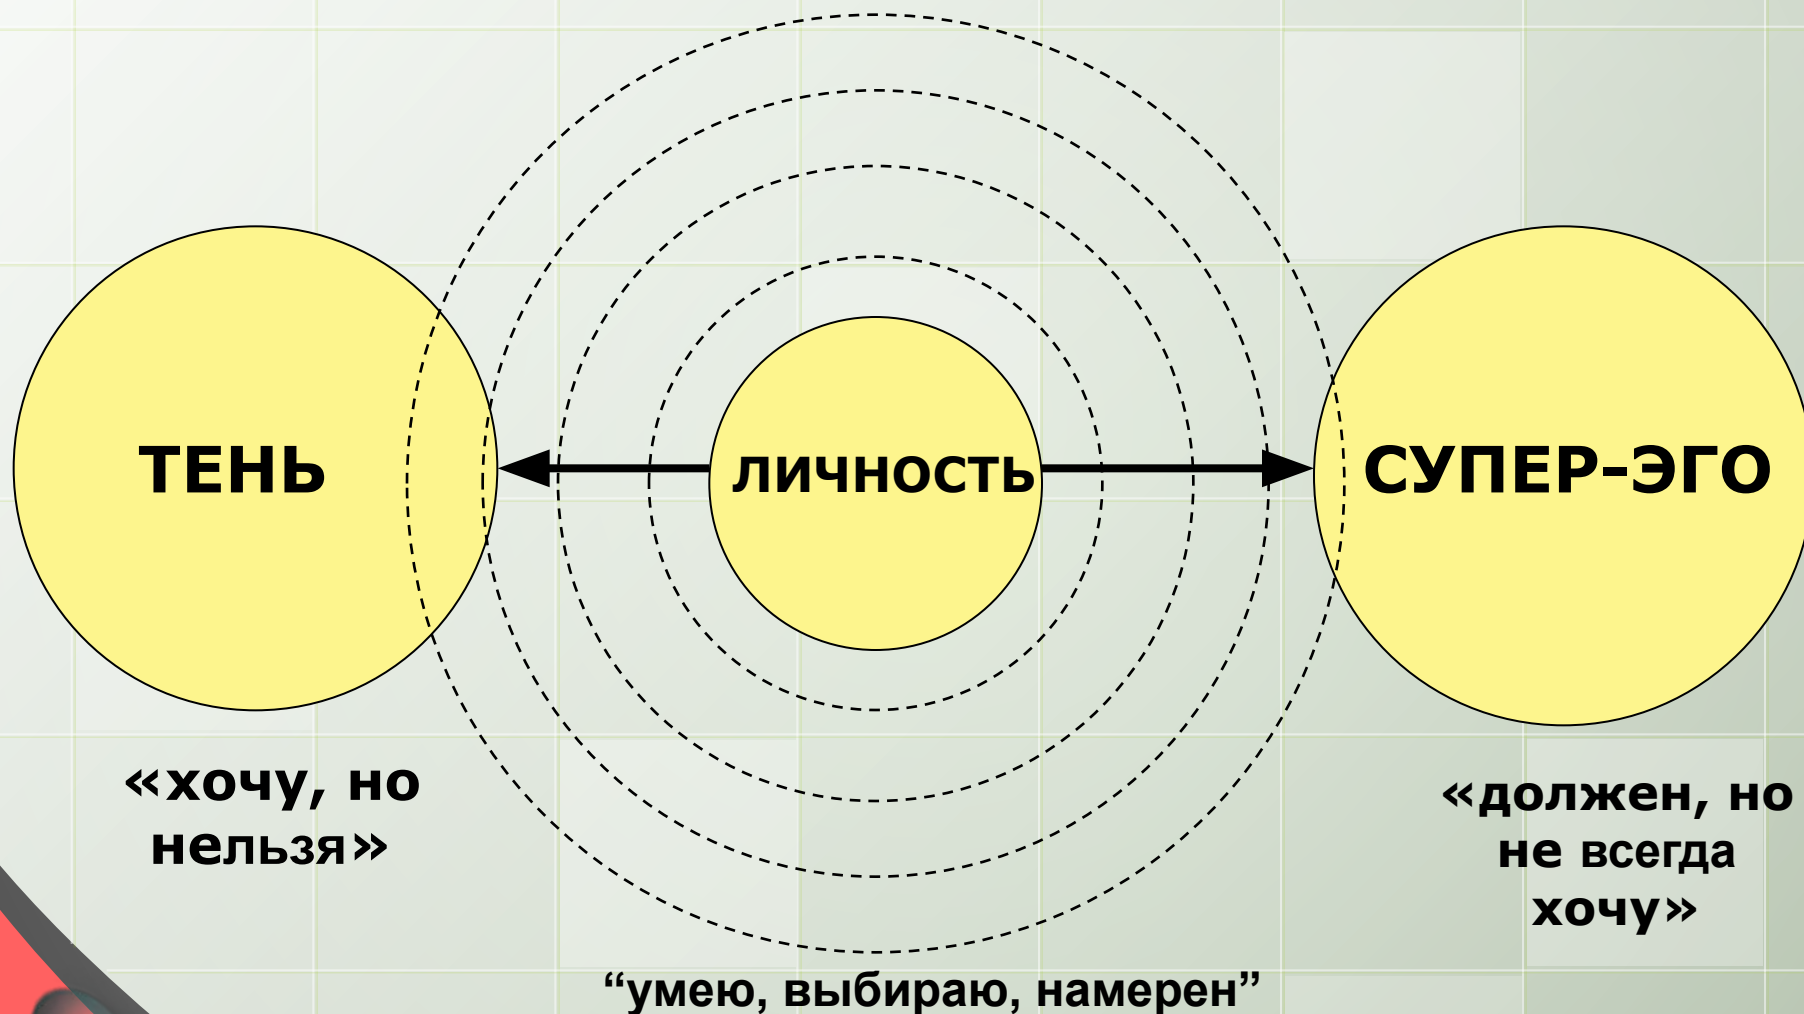 ТЕНЬ
ЛИЧНОСТЬ
СУПЕР-ЭГО
«хочу, но
нельзя»
«должен, но
не всегда
хочу»
“умею, выбираю, намерен”